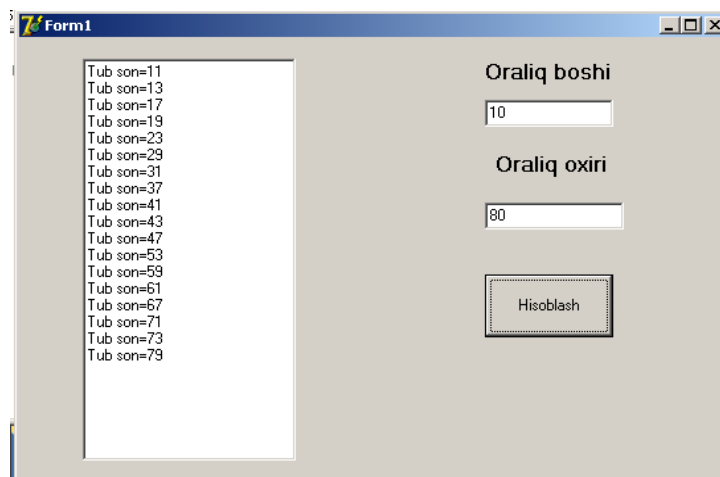 Form1
Tub son=11
Tub son=13
Tub son=17
Tub son=19
Tub son=23
Tub son=29
Tub son=31
Tub son=37
Tub son=41
Tub son=43
Tub son=47
Tub son=53
Tub son=59
Tub son=61
Tub son=67
Tub son=71
Tub son=73
Tub son=79
Oraliq boshi
10
Oraliq oxiri
80
Hisoblash